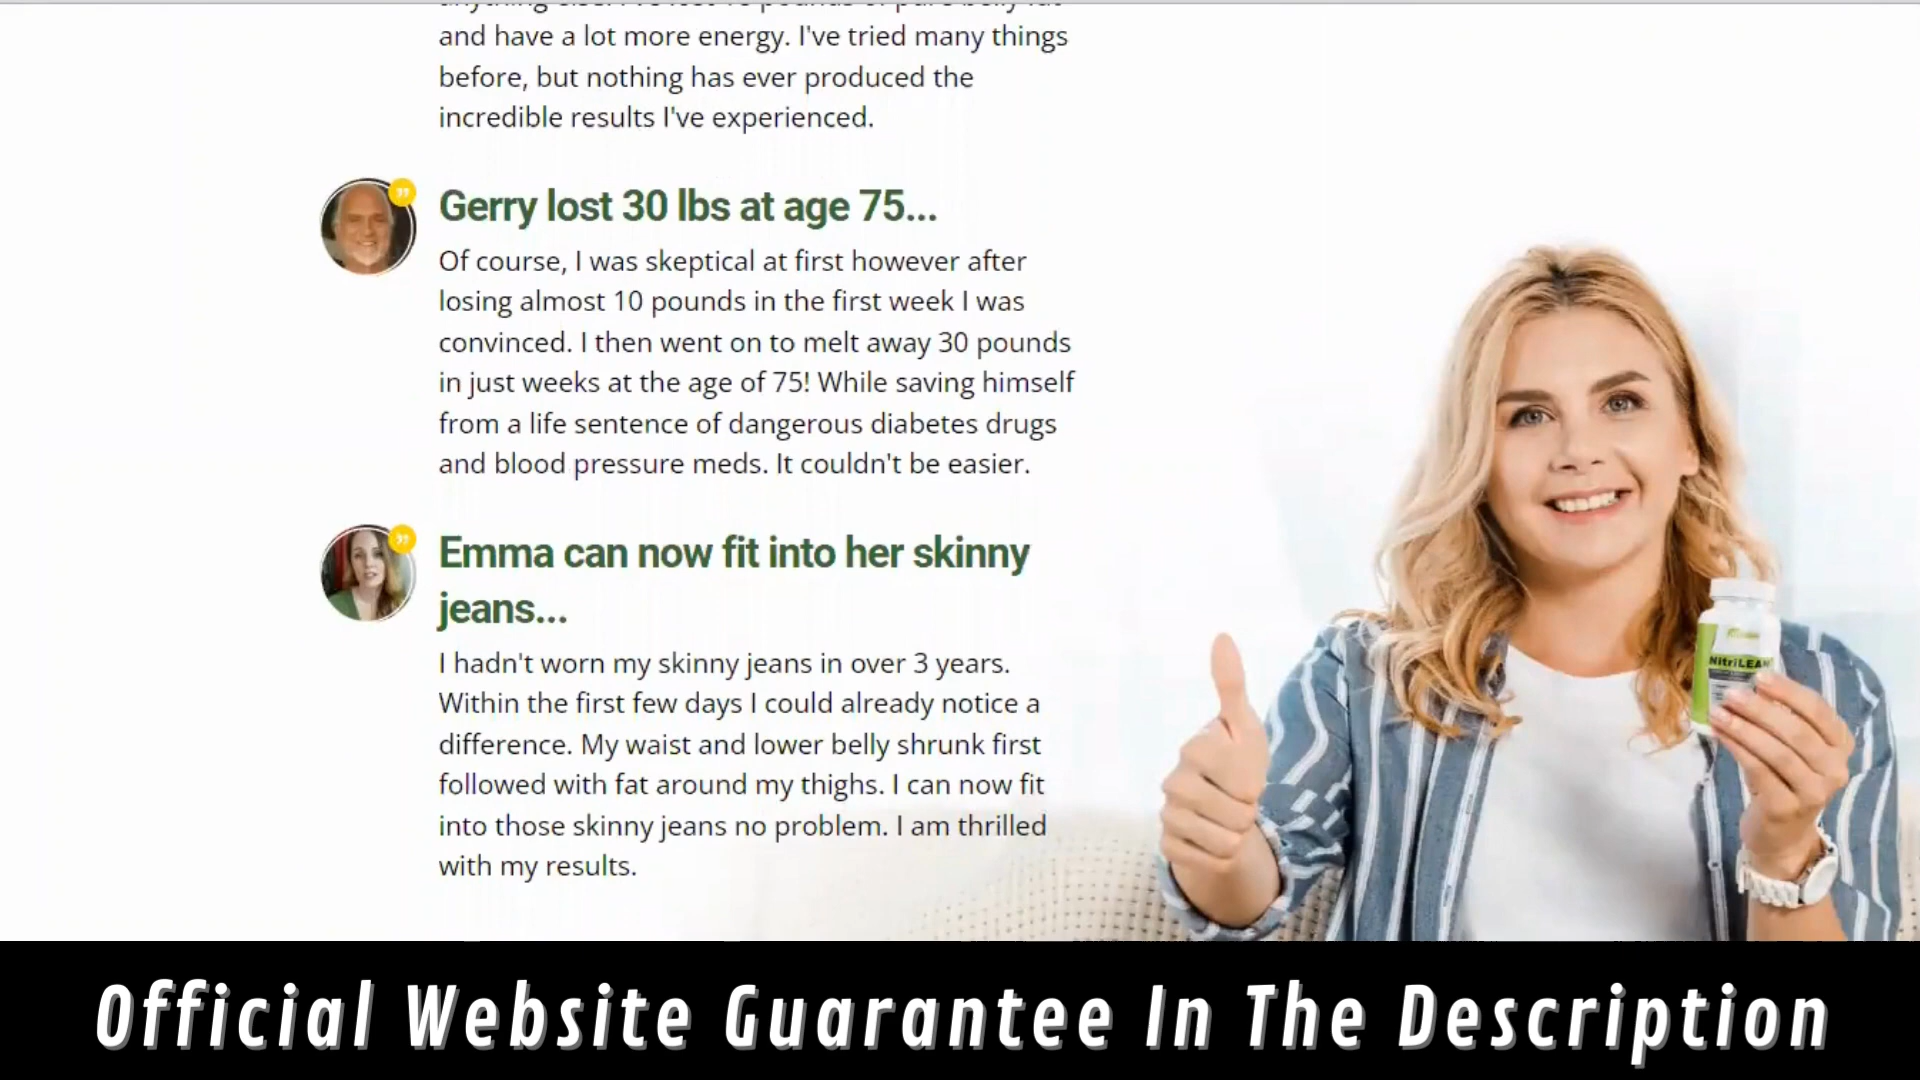 and have a lot more energy. I've tried many things
before, but nothing has ever produced the
incredible results I've experienced.
Gerry lost 30 lbs at age 75...
Of course, I was skeptical at first however after
losing almost 10 pounds in the first week I was
convinced. I then went on to melt away 30 pounds
in just weeks at the age of 75! While saving himself
from a life sentence of dangerous diabetes drugs
and blood pressure meds. It couldn't be easier.
Emma can now fit into her skinny
jeans...
I hadn't worn my skinny jeans in over 3 years.
Within the first few days I could already notice a
difference. My waist and lower belly shrunk first
followed with fat around my thighs. I can now fit
into those skinny jeans no problem. I am thrilled
with my results.
NitriLEAN
Official Website Guarantee In The Description